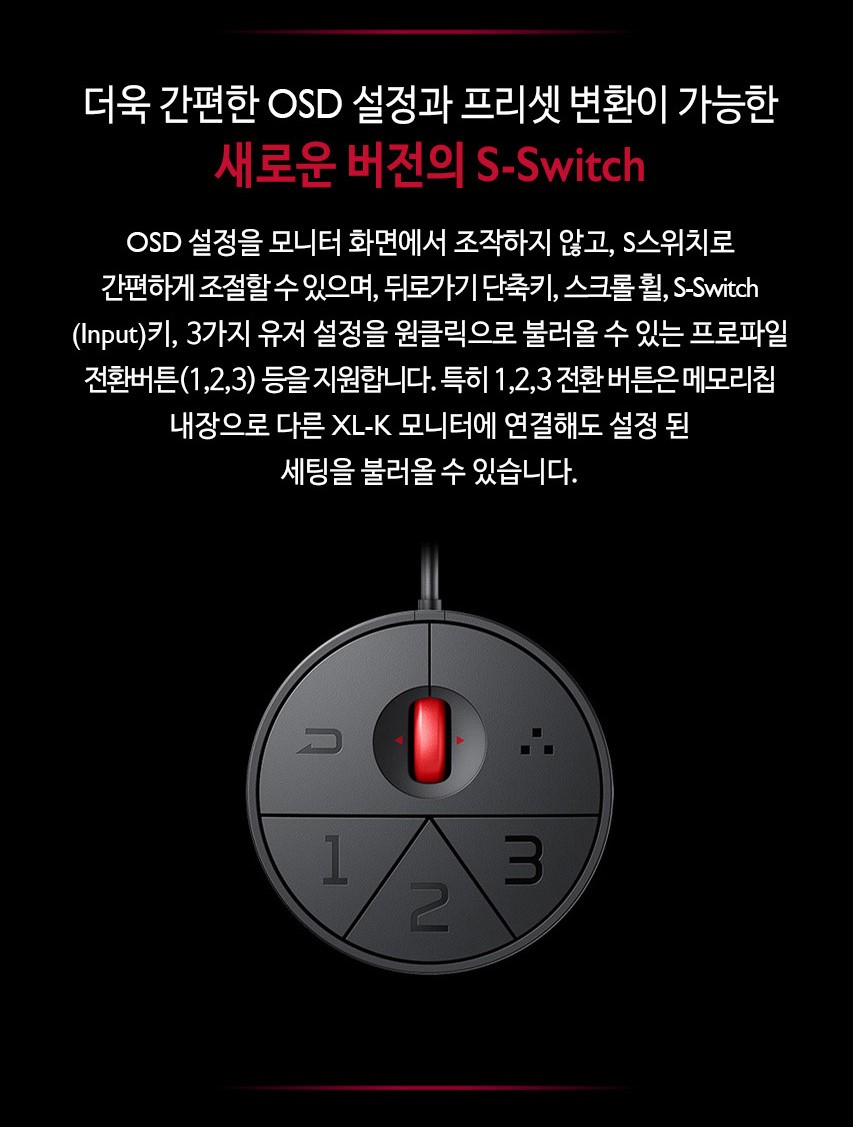 더욱 간편한 OSD 설정과 프리셋 변환이 가능한
새로운 버전의 S-Switch
OSD 설정을 모니터 화면에서 조작하지 않고, S스위치로
간편하게 조절할 수 있으며, 뒤로가기 단축키, 스크롤 휠, S-Switch
(Input)키, 3가지 유저 설정을 원클릭으로 불러올 수 있는 프로파일
전환버튼(1,2,3) 등을 지원합니다. 특히 1,2,3 전환 버튼은 메모리칩
내장으로 다른 XL-K 모니터에 연결해도 설정 된
세팅을 불러올 수 있습니다.
1
2
3